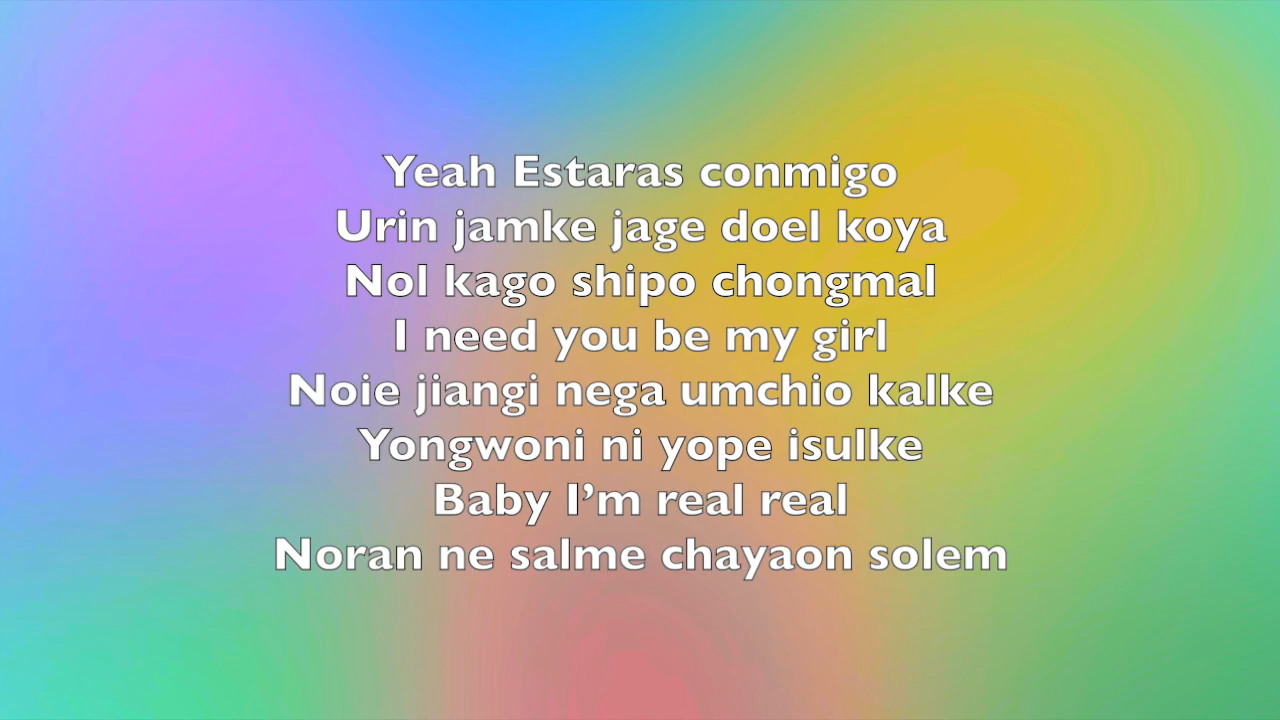 Yeah Estaras conmigo
Urin jamke jage doel koya
Nol kago shipo chongmal
I need you be my girl
Noie jiangi nega umchio kalke
Yongwoni ni yope isulke
Baby I’m real real
Noran ne salme chayaon solem